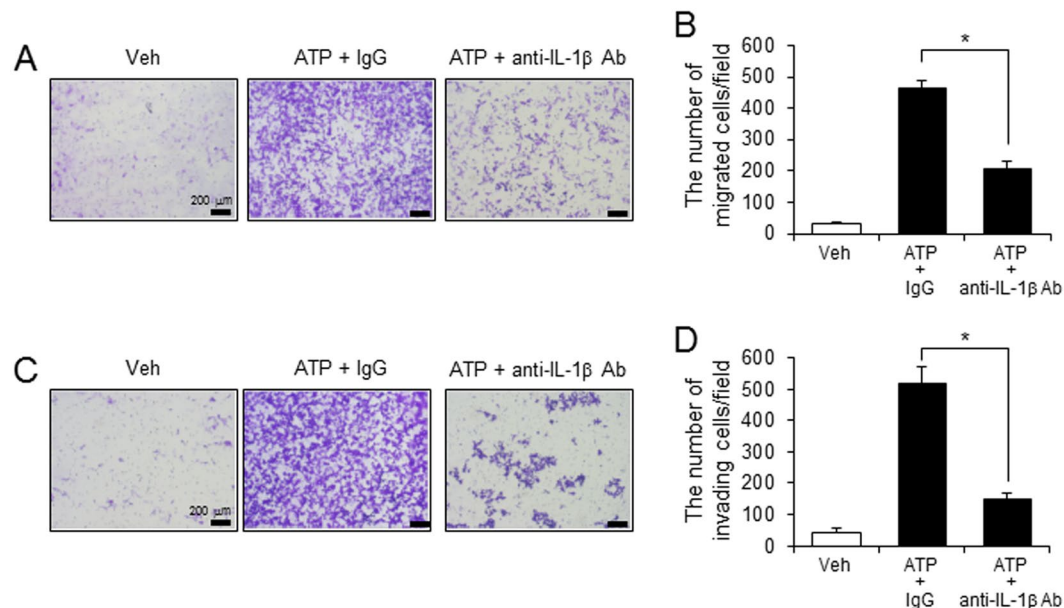 A
Veh
ATP + IgG
ATP + anti-IL-1β Ab
200 μm
B
The number of
migrated cells/field
600
500
400
300
200
100
0
*
Veh
ATP
+
IgG
ATP
+
anti-IL-1β Ab
C
Veh
ATP + IgG
ATP + anti-IL-1β Ab
200 μm
D
The number of
invading cells/field
600
500
400
300
200
100
0
*
Veh
ATP
+
IgG
ATP
+
anti-IL-1β Ab